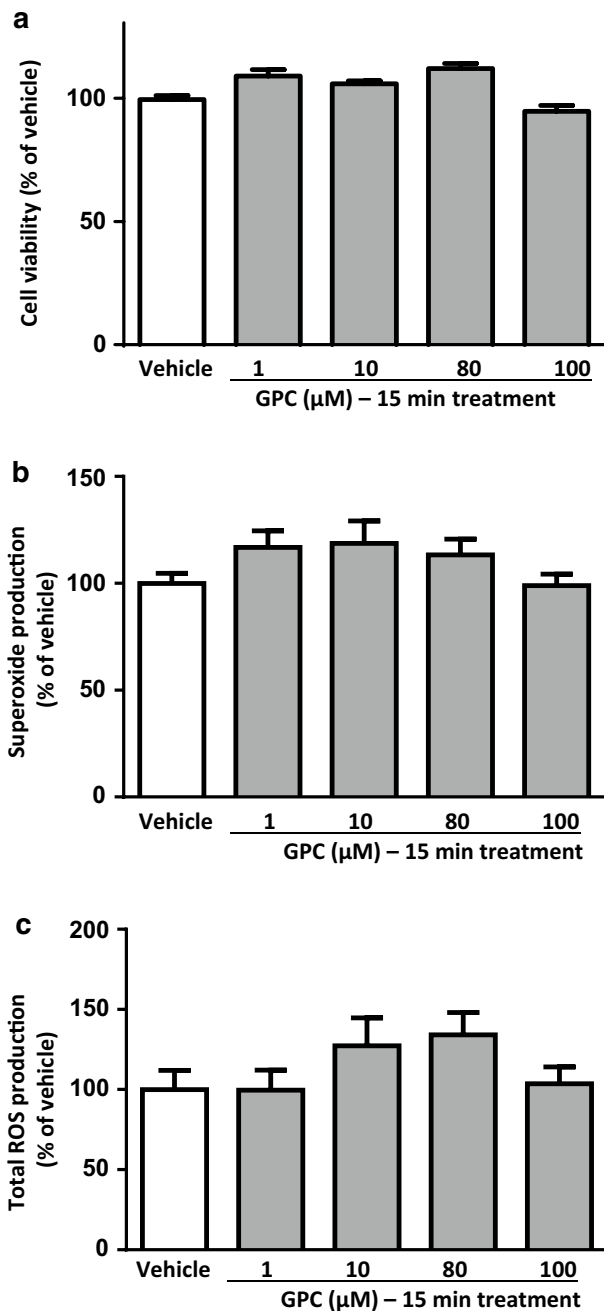 a
Cell viability (% of vehicle)
100
50
0
Vehicle 1 10 80 100
GPC (µM) – 15 min treatment
b
Superoxide production
(% of vehicle)
150
100
50
0
Vehicle 1 10 80 100
GPC (µM) – 15 min treatment
c
Total ROS production
(% of vehicle)
200
150
100
50
0
Vehicle 1 10 80 100
GPC (µM) – 15 min treatment